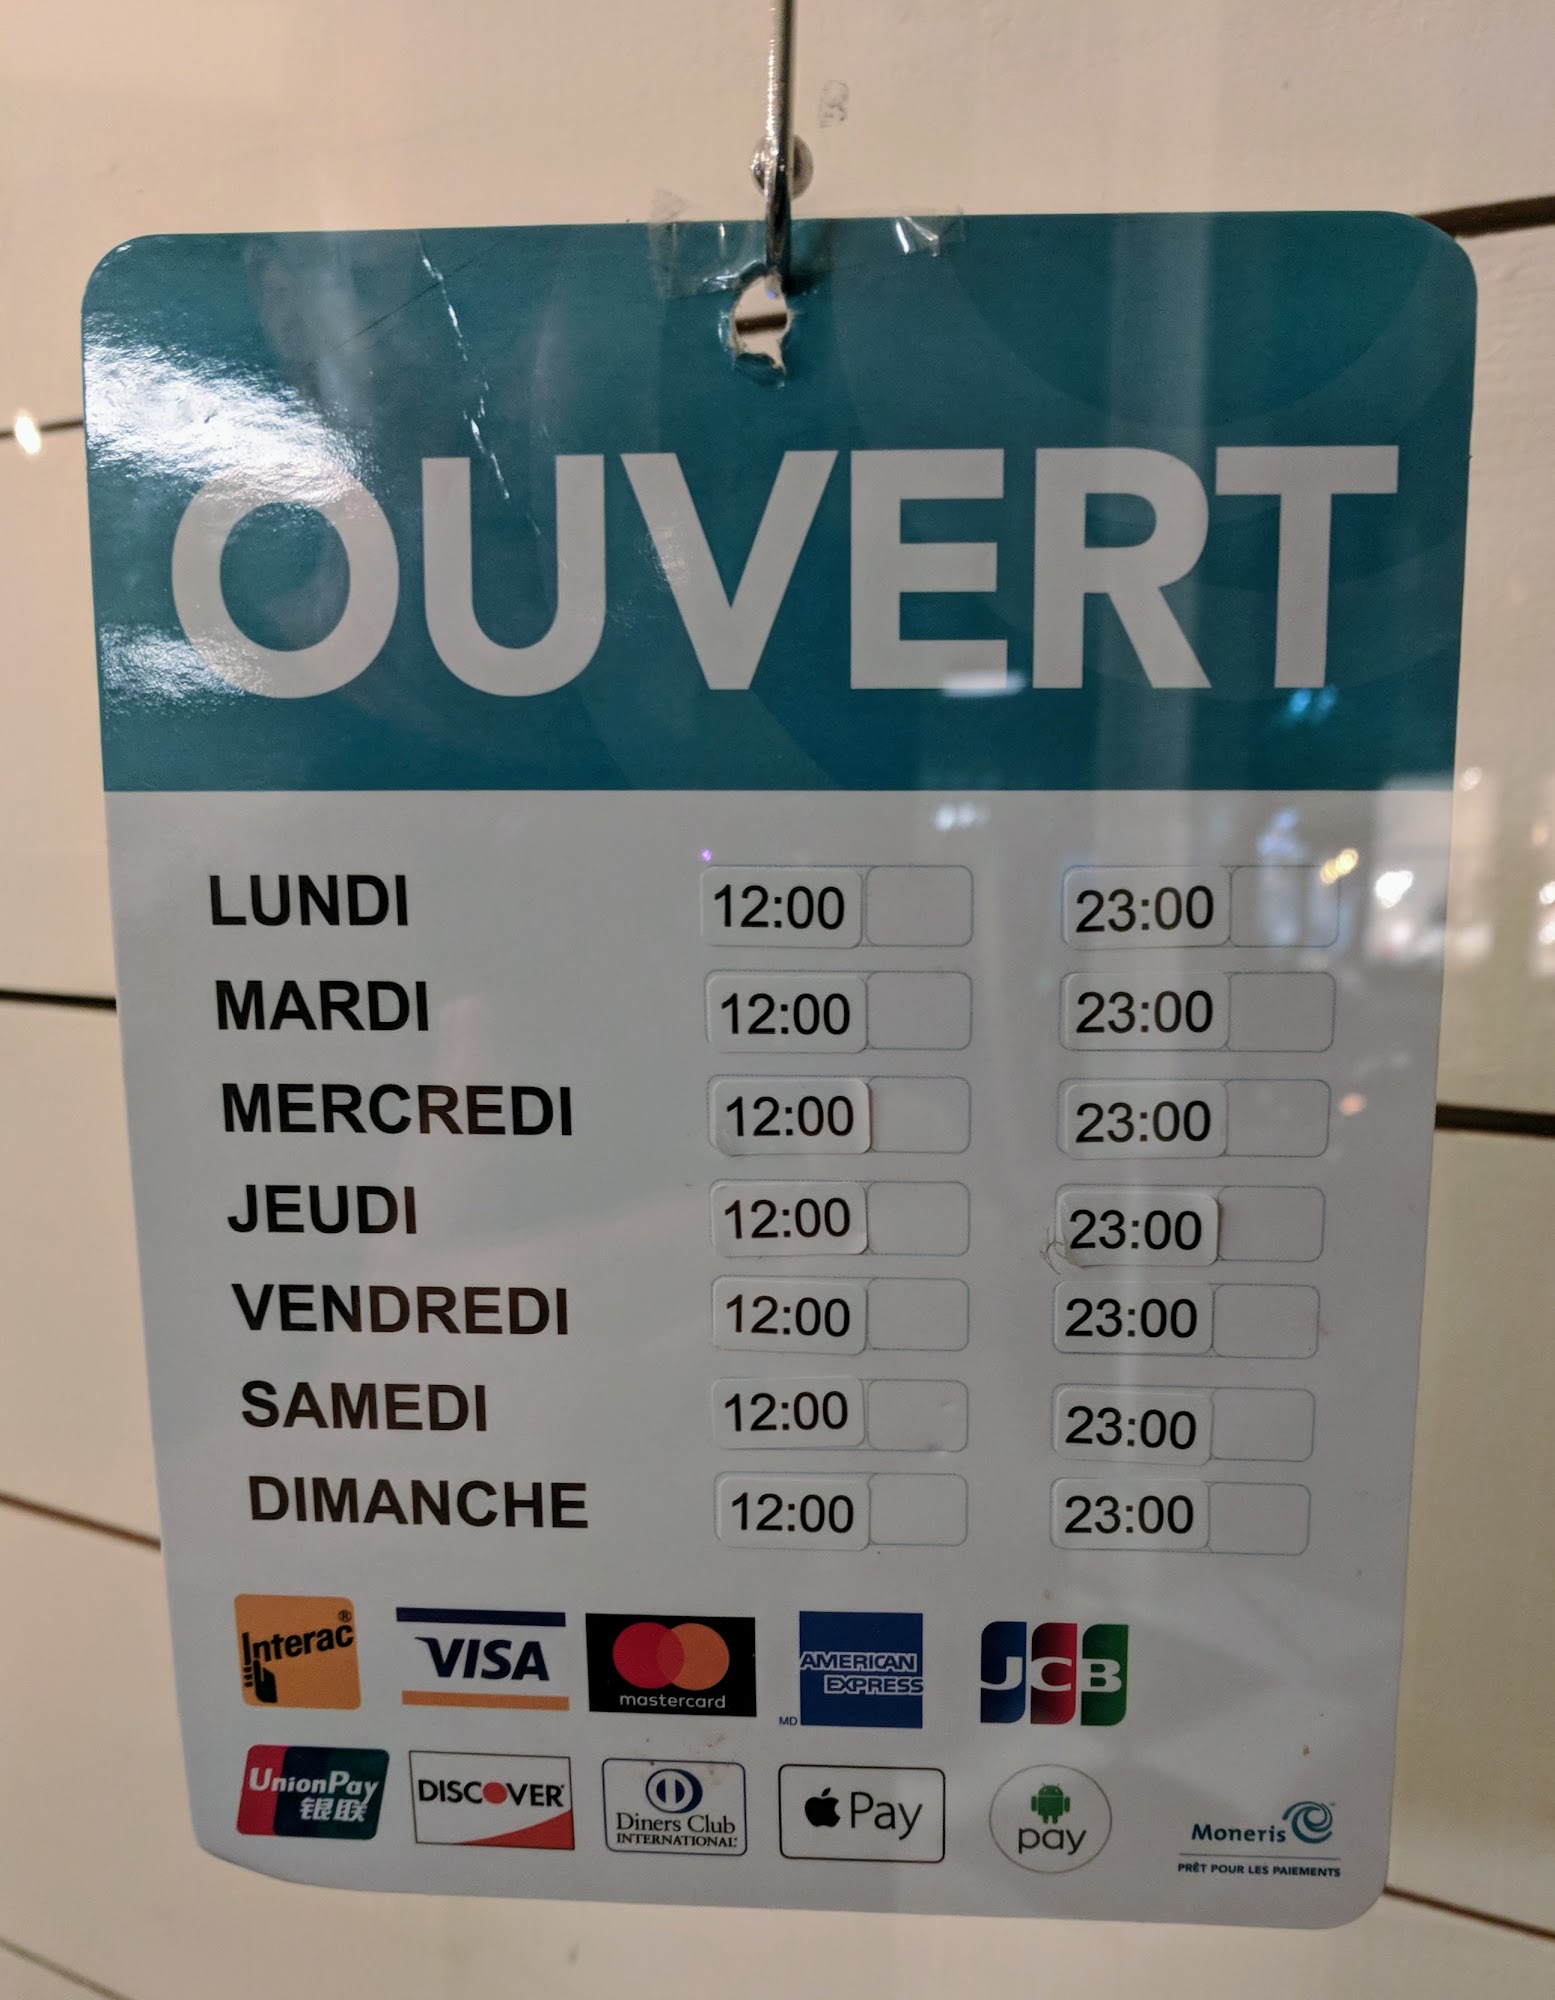 OUVERT
LUNDI 12:00 23:00
MARDI 12:00 23:00
MERCREDI 12:00 23:00
JEUDI 12:00 23:00
VENDREDI 12:00 23:00
SAMEDI 12:00 23:00
DIMANCHE 12:00 23:00
Interac®
VISA
mastercard
AMERICAN
EXPRESS
MD
JCB
UnionPay
银联
DISCOVER
Diners Club
INTERNATIONAL
Pay
pay
Moneris
PRÊT POUR LES PAIEMENTS